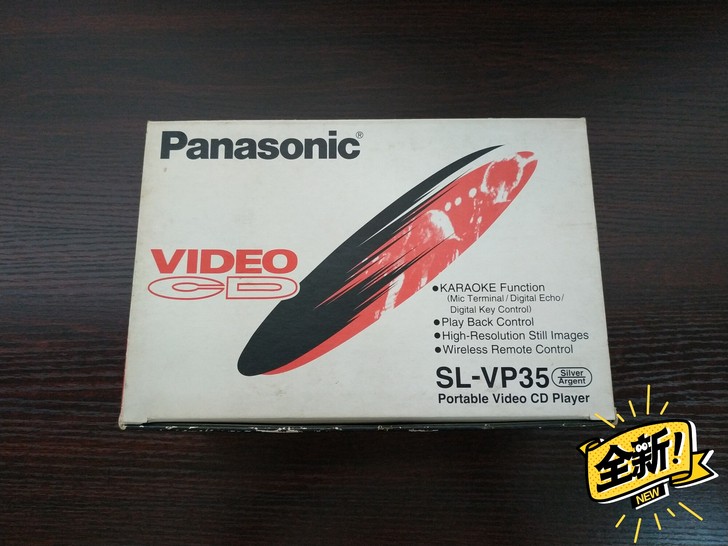 Panasonic®
VIDEO
CD
●KARAOKE Function
(Mic Terminal/Digital Echo/
Digital Key Control)
●Play Back Control
●High-Resolution Still Images
●Wireless Remote Control
SL-VP35 Silver
Argent
Portable Video CD Player
全新!
NEW